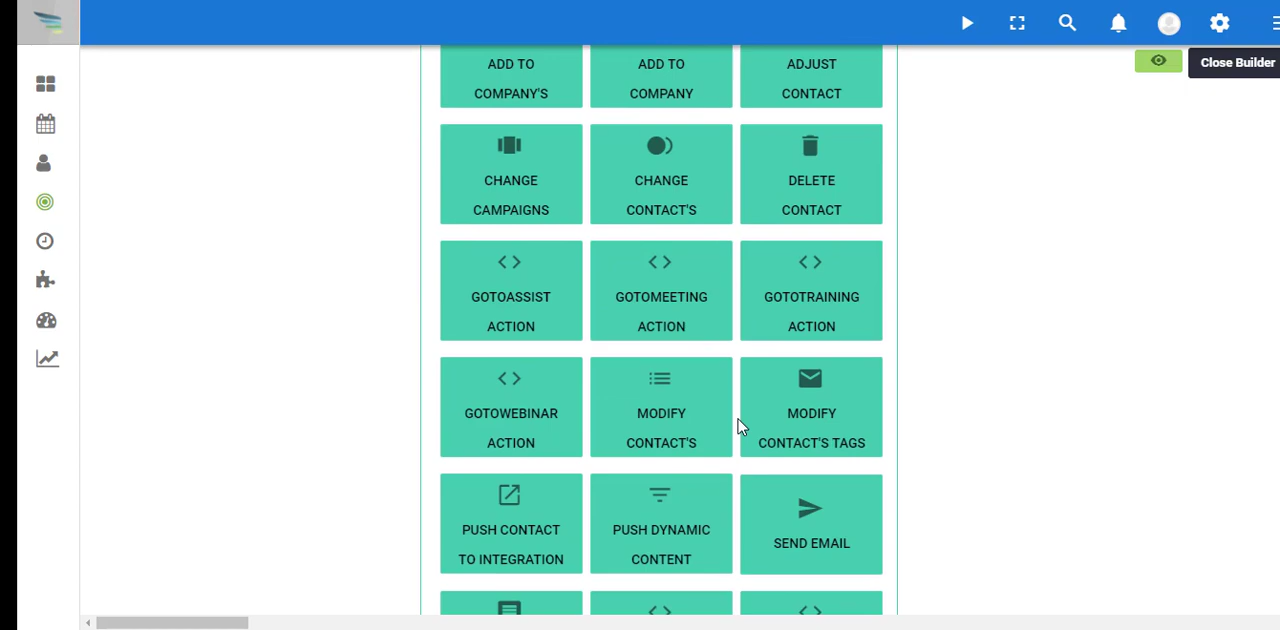 Close Builder
ADD TO
COMPANY'S
ADD TO
COMPANY
ADJUST
CONTACT
CHANGE
CAMPAIGNS
CHANGE
CONTACT'S
DELETE
CONTACT
GOTOASSIST
ACTION
GOTOMEETING
ACTION
GOTOTRAINING
ACTION
GOTOWEBINAR
ACTION
MODIFY
CONTACT'S
MODIFY
CONTACT'S TAGS
PUSH CONTACT
TO INTEGRATION
PUSH DYNAMIC
CONTENT
SEND EMAIL